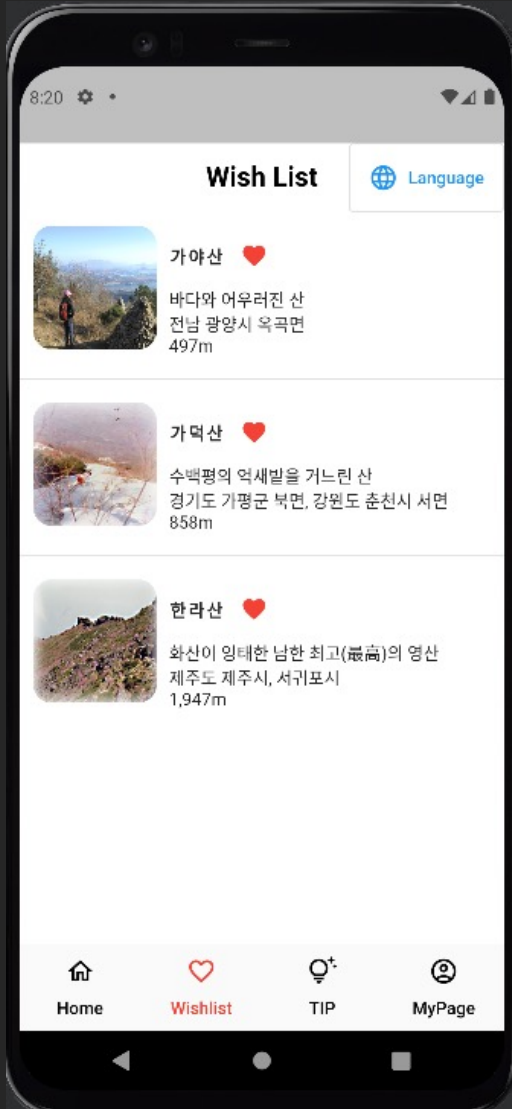 8:20
Wish List
Language
가야산
바다와 어우러진 산
전남 광양시 옥곡면
497m
가덕산
수백평의 억새밭을 거느린 산
경기도 가평군 북면, 강원도 춘천시 서면
858m
한라산
화산이 잉태한 남한 최고(最高)의 영산
제주도 제주시, 서귀포시
1,947m
Home
Wishlist
TIP
MyPage